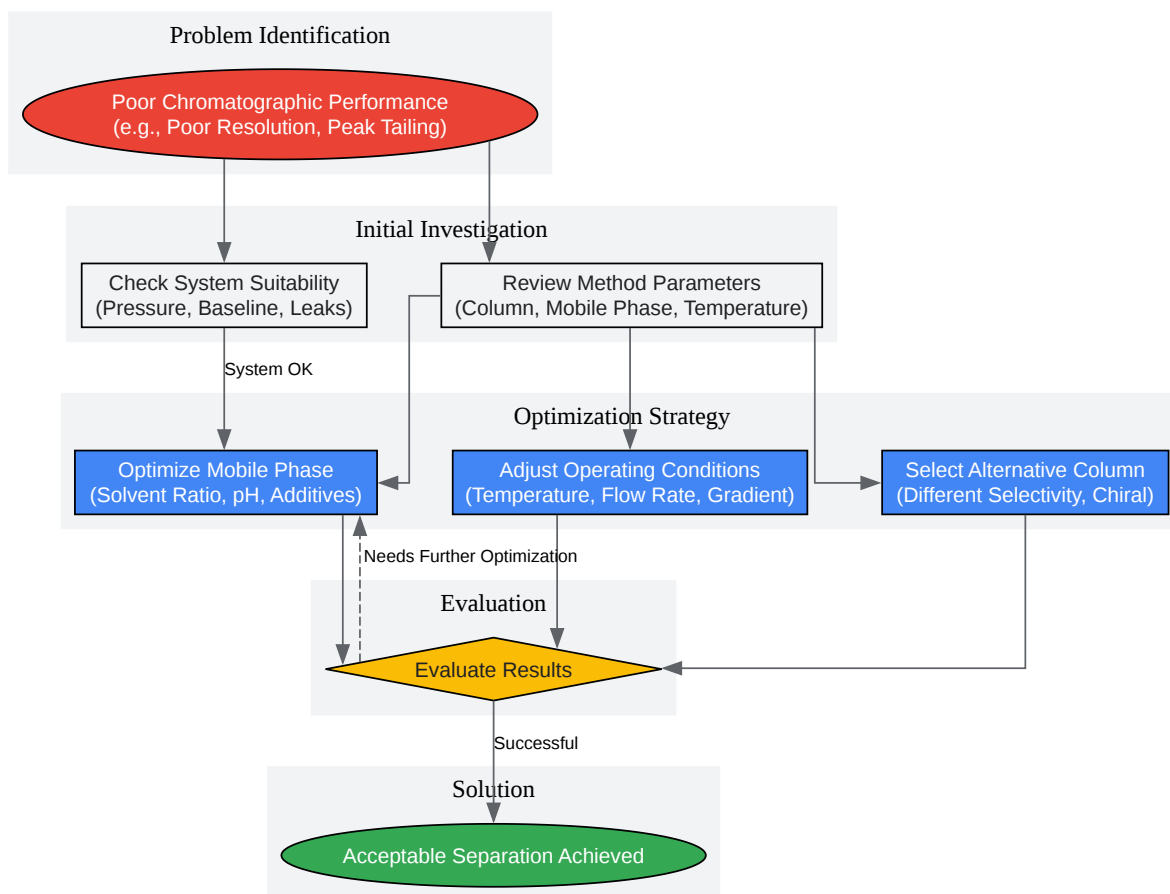 Problem Identification
Poor Chromatographic Performance
(e.g., Poor Resolution, Peak Tailing)
Initial Investigation
Check System Suitability
(Pressure, Baseline, Leaks)
Review Method Parameters
(Column, Mobile Phase, Temperature)
System OK
Optimization Strategy
Optimize Mobile Phase
(Solvent Ratio, pH, Additives)
Adjust Operating Conditions
(Temperature, Flow Rate, Gradient)
Select Alternative Column
(Different Selectivity, Chiral)
Needs Further Optimization
Evaluation
Evaluate Results
Successful
Solution
Acceptable Separation Achieved